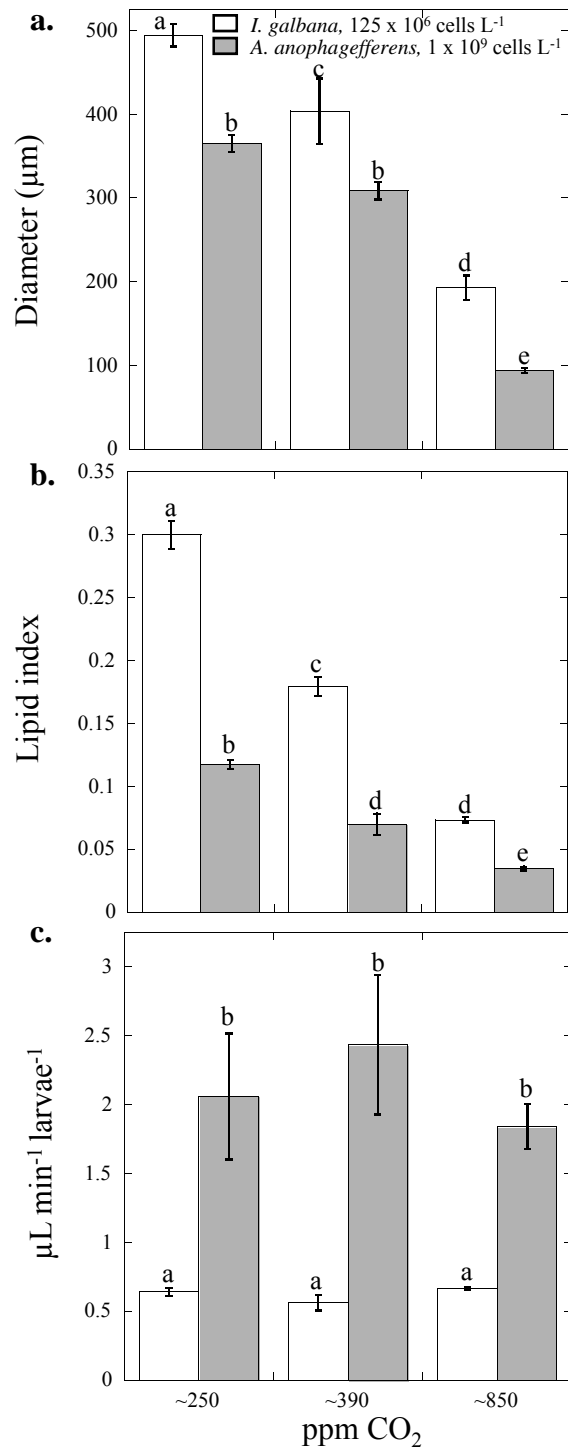 a.
I. galbana, 125 x 10⁶ cells L⁻¹
A. anophagefferens, 1 x 10⁹ cells L⁻¹
Diameter (µm)
500
400
300
200
100
0
a
b
c
b
d
e
b.
Lipid index
0.35
0.3
0.25
0.2
0.15
0.1
0.05
0
a
b
c
d
d
e
c.
µL min⁻¹ larvae⁻¹
3
2.5
2
1.5
1
0.5
0
a
b
a
b
a
b
~250
~390
~850
ppm CO₂